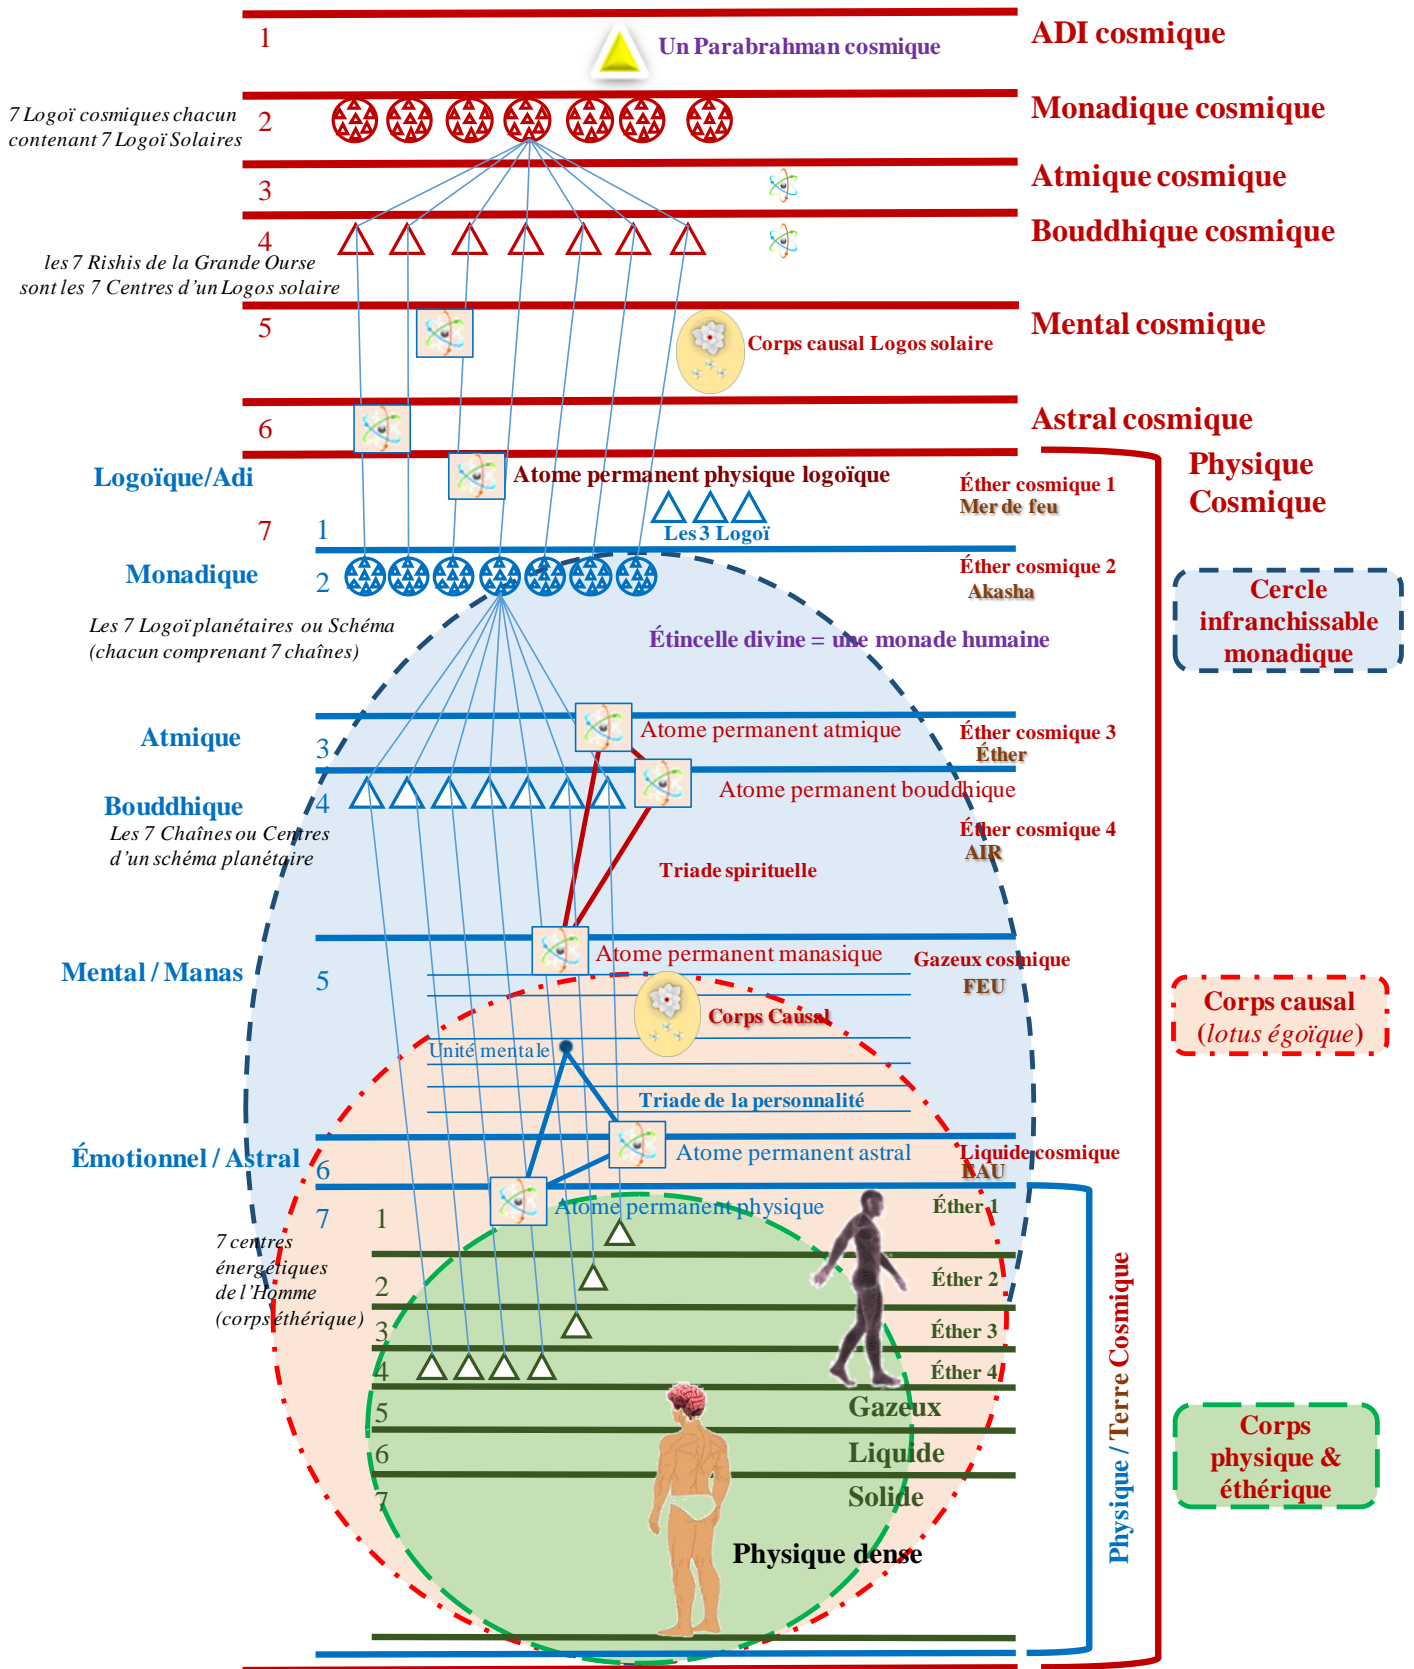 1
Un Parabrahman cosmique
ADI cosmique
7 Logoï cosmiques chacun
contenant 7 Logoï Solaires
2
Monadique cosmique
3
Atmique cosmique
4
Bouddhique cosmique
les 7 Rishis de la Grande Ourse
sont les 7 Centres d'un Logos solaire
5
Corps causal Logos solaire
Mental cosmique
6
Astral cosmique
Physique
Cosmique
Logoïque/Adi
Atome permanent physique logoïque
Éther cosmique 1
Mer de feu
7
1
Les 3 Logoï
Monadique
2
Éther cosmique 2
Akasha
Cercle
infranchissable
monadique
Les 7 Logoï planétaires ou Schéma
(chacun comprenant 7 chaînes)
Étincelle divine = une monade humaine
Atmique
3
Atome permanent atmique
Éther cosmique 3
Éther
Bouddhique
4
Atome permanent bouddhique
Les 7 Chaînes ou Centres
d'un schéma planétaire
Éther cosmique 4
AIR
Triade spirituelle
Mental / Manas
5
Atome permanent manasique
Gazeux cosmique
FEU
Corps Causal
Corps causal
(lotus égoïque)
Unité mentale
Triade de la personnalité
Émotionnel / Astral
6
Atome permanent astral
Liquide cosmique
EAU
7
1
Atome permanent physique
Éther 1
7 centres
énergétiques
de l'Homme
(corps éthérique)
2
Éther 2
3
Éther 3
4
Éther 4
5
Gazeux
6
Liquide
7
Solide
Physique dense
Physique / Terre Cosmique
Corps
physique &
éthérique